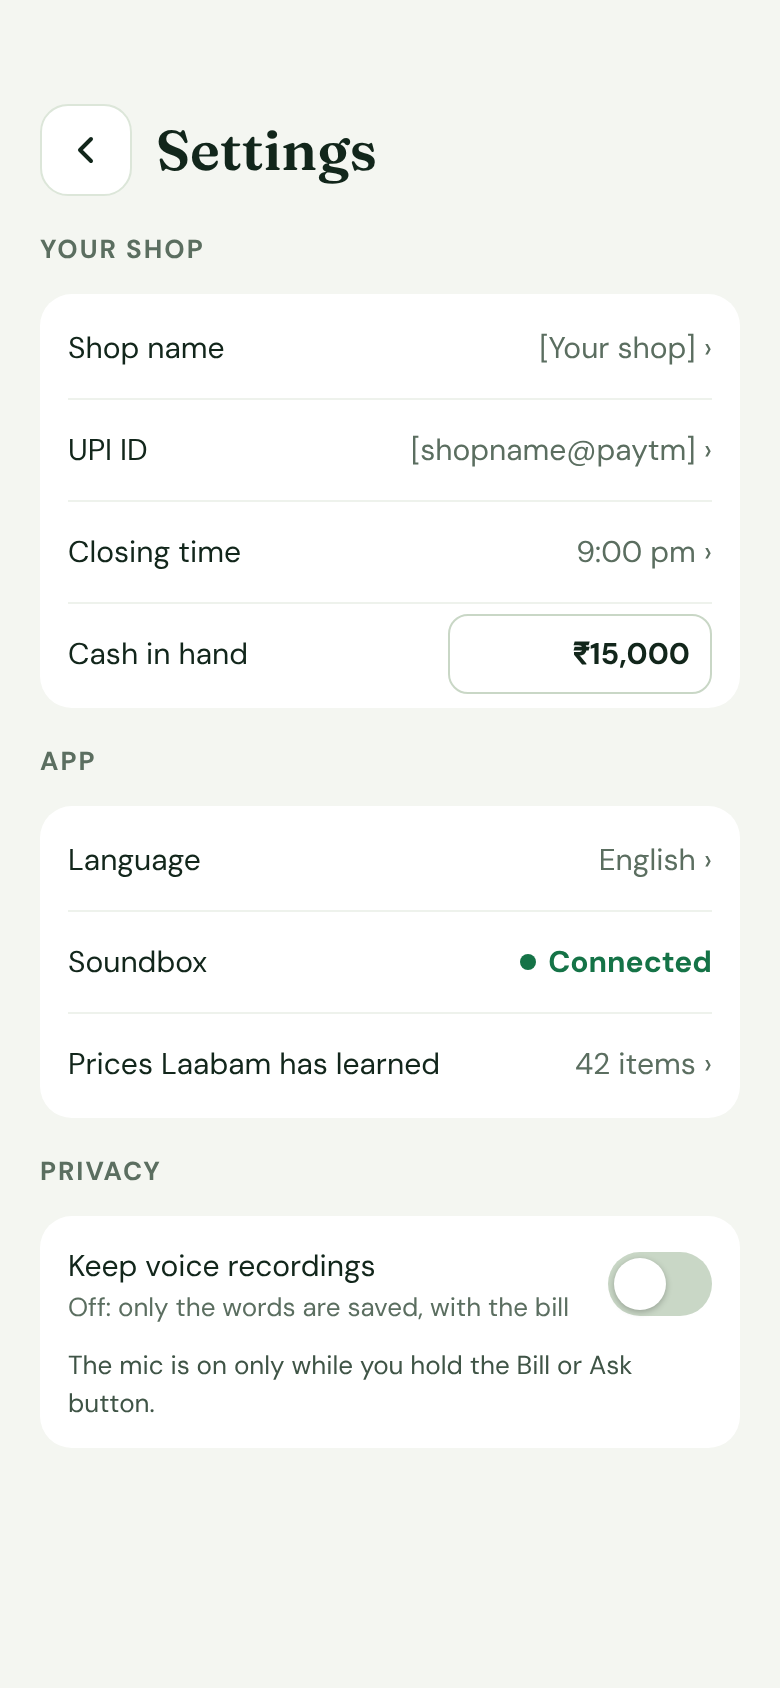 Settings
YOUR SHOP
Shop name [Your shop] ›
UPI ID [shopname@paytm] ›
Closing time 9:00 pm ›
Cash in hand ₹15,000
APP
Language English ›
Soundbox Connected
Prices Laabam has learned 42 items ›
PRIVACY
Keep voice recordings
Off: only the words are saved, with the bill
The mic is on only while you hold the Bill or Ask
button.